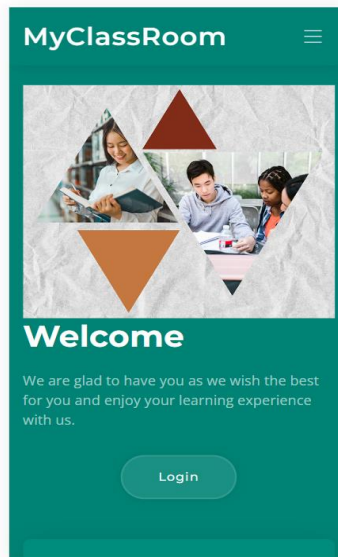 MyClassRoom
Welcome
We are glad to have you as we wish the best
for you and enjoy your learning experience
with us.
Login